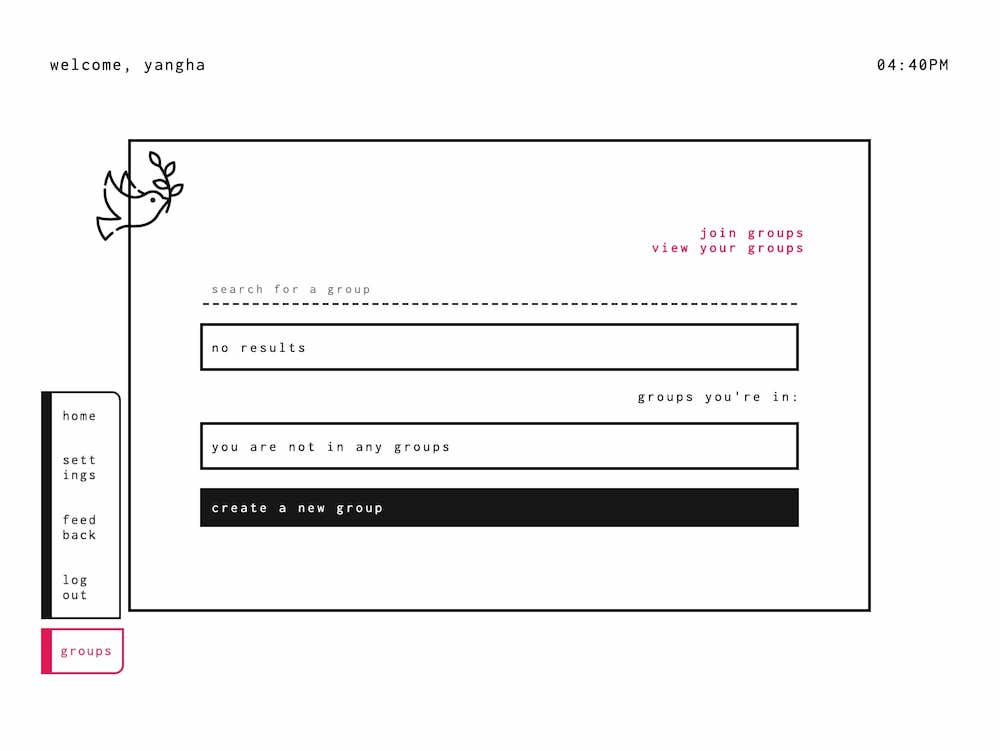 welcome, yangha
04:40PM
join groups
view your groups
search for a group
no results
groups you're in:
you are not in any groups
create a new group
home
sett
ings
feed
back
log
out
groups